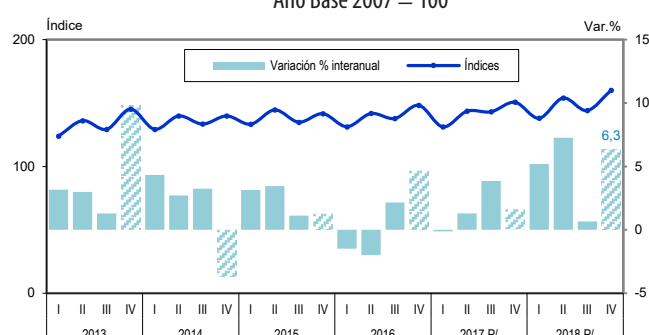 Año Base 2007 = 100
Índice Var.%
200 15
Variación % interanual Índices
10
6,3
100 5
0
0 -5
I II III IV I II III IV I II III IV I II III IV I II III IV I II III IV
2013 2014 2015 2016 2017 P/ 2018 P/